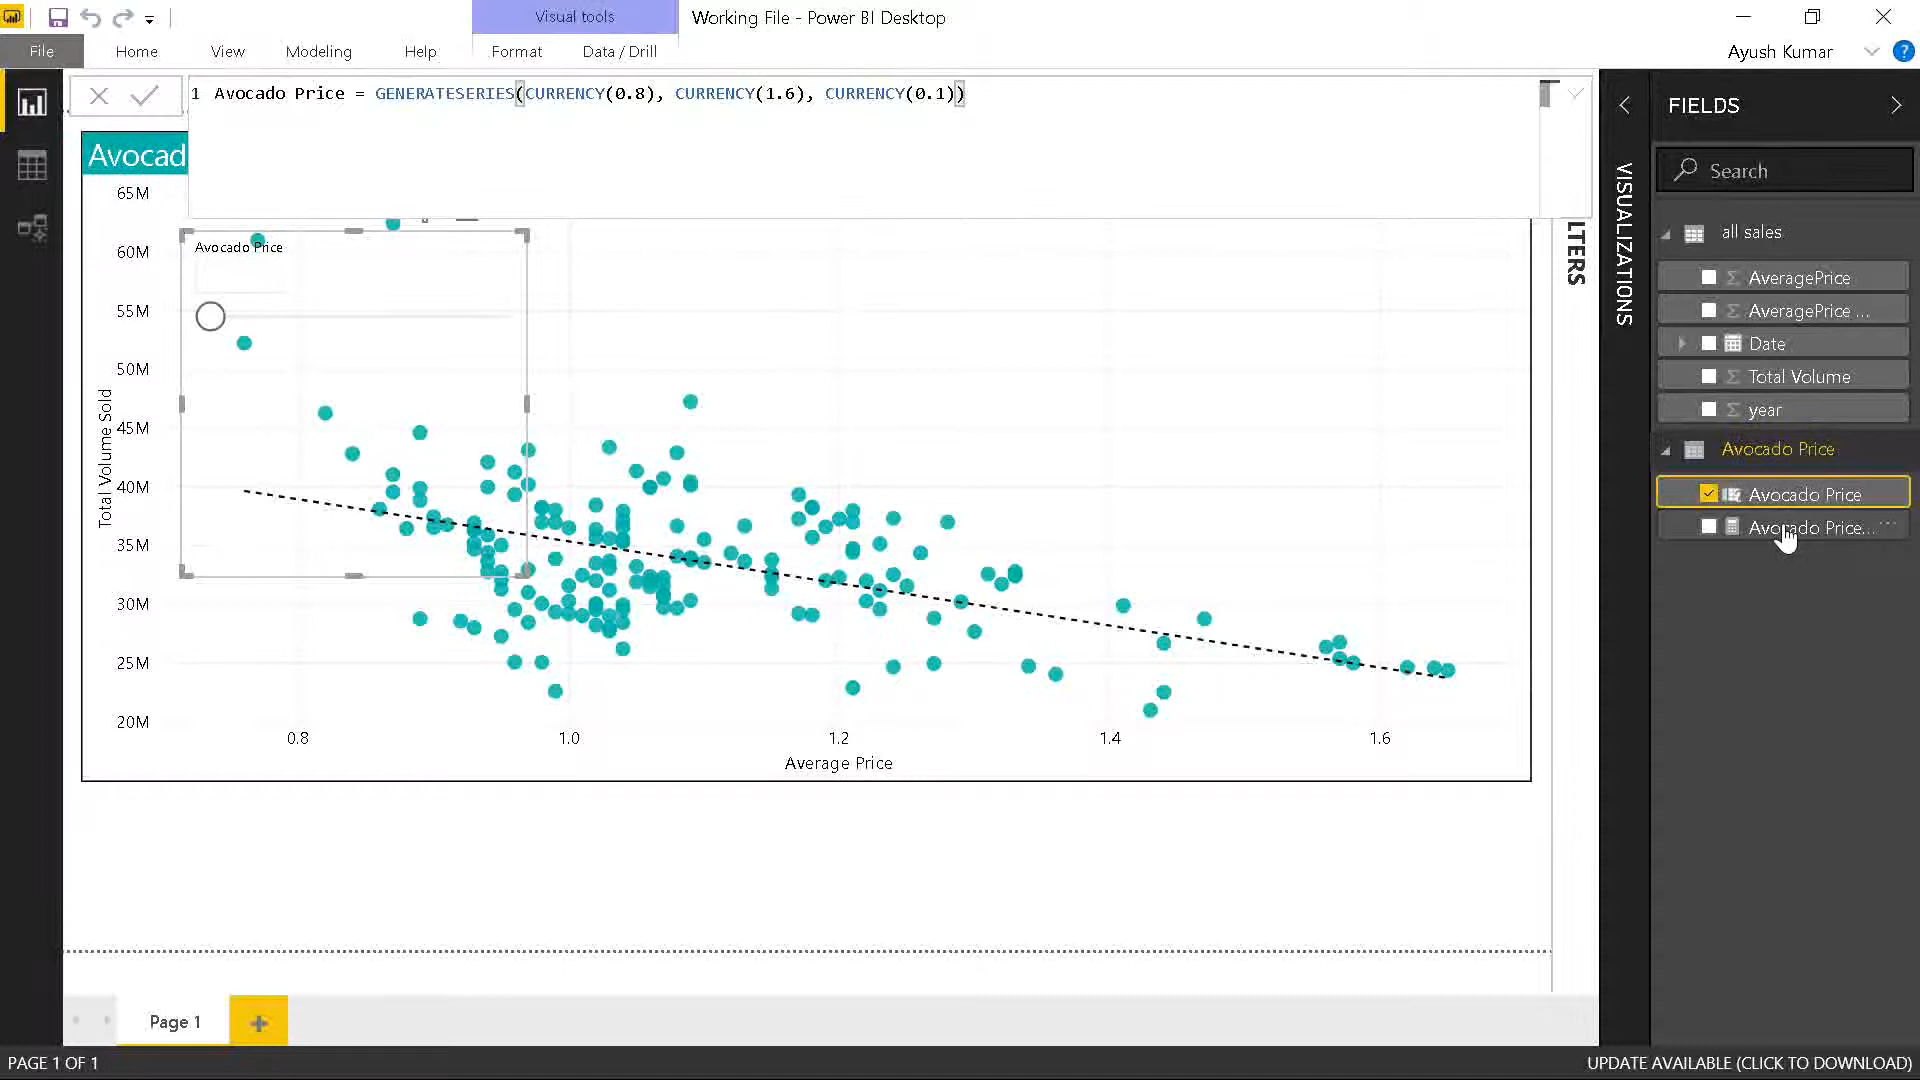 Visual tools
Working File - Power BI Desktop
File
Home
View
Modeling
Help
Format
Data / Drill
Ayush Kumar
?
1 Avocado Price = GENERATESERIES(CURRENCY(0.8), CURRENCY(1.6), CURRENCY(0.1))
Avocad
65M
60M
55M
50M
45M
40M
35M
30M
25M
20M
Total Volume Sold
Avocado Price
0.8
1.0
1.2
1.4
1.6
Average Price
LTERS
VISUALIZATIONS
FIELDS
Search
all sales
AveragePrice
AveragePrice ...
Date
Total Volume
year
Avocado Price
Avocado Price
Avocado Price...
Page 1
PAGE 1 OF 1
UPDATE AVAILABLE (CLICK TO DOWNLOAD)